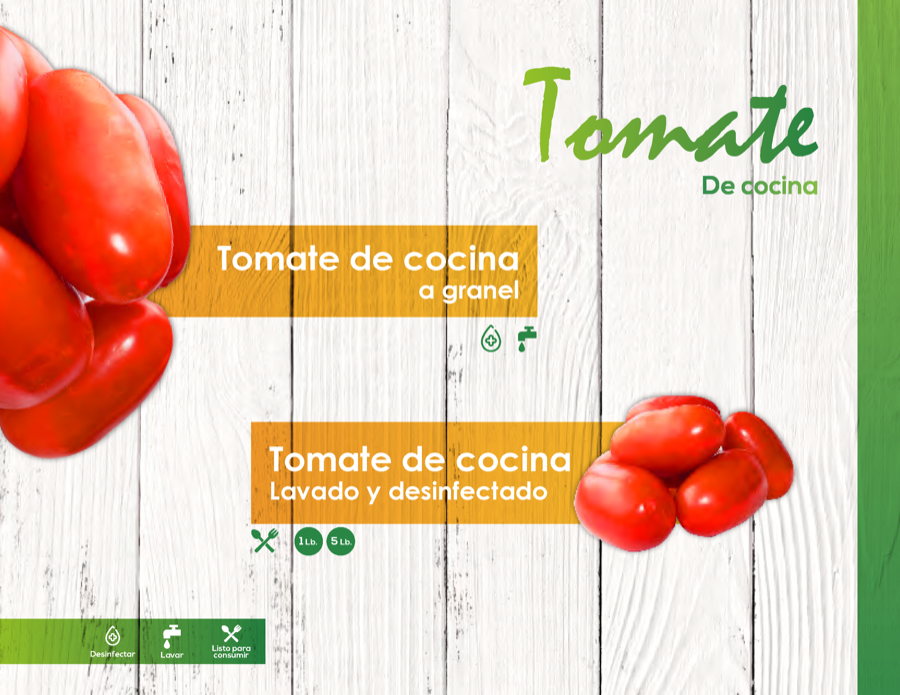 Tomate
De cocina
Tomate de cocina
a granel
Tomate de cocina
Lavado y desinfectado
1 Lb. 5 Lb.
Desinfectar
Lavar
Listo para
consumir